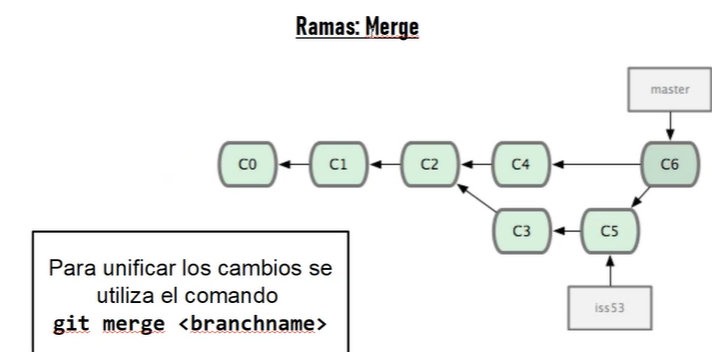 Ramas: Merge
master
C0
C1
C2
C4
C6
C3
C5
iss53
Para unificar los cambios se
utiliza el comando
git merge <branchname>